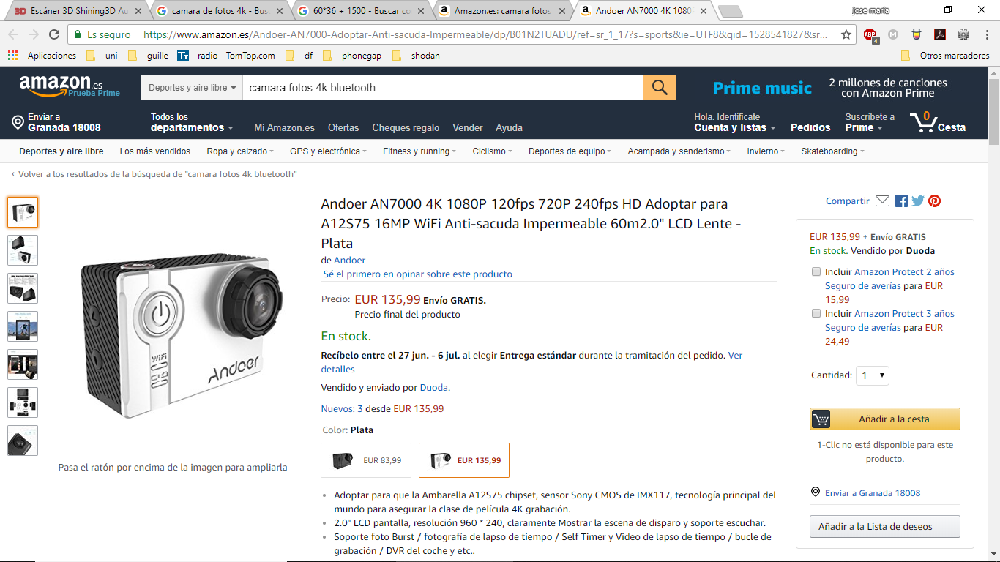 Escáner 3D Shining3D Au
camara de fotos 4k - Bus
60*36 + 1500 - Buscar co
Amazon.es: camara fotos
Andoer AN7000 4K 1080
jose maria
Es seguro
https://www.amazon.es/Andoer-AN7000-Adoptar-Anti-sacuda-Impermeable/dp/B01N2TUADU/ref=sr_1_17?s=sports&ie=UTF8&qid=1528541827&sr...
ABP
4
Aplicaciones
uni
guille
radio - TomTop.com
df
phonegap
shodan
Otros marcadores
amazon.es
Prueba Prime
Deportes y aire libre
camara fotos 4k bluetooth
Prime music
2 millones de canciones
con Amazon Prime
Enviar a
Granada 18008
Todos los
departamentos
Mi Amazon.es
Ofertas
Cheques regalo
Vender
Ayuda
Hola. Identifícate
Cuenta y listas
Pedidos
Suscríbete a
Prime
0
Cesta
Deportes y aire libre
Los más vendidos
Ropa y calzado
GPS y electrónica
Fitness y running
Ciclismo
Deportes de equipo
Acampada y senderismo
Invierno
Skateboarding
‹ Volver a los resultados de la búsqueda de "camara fotos 4k bluetooth"
WiFi
Andoer
Pasa el ratón por encima de la imagen para ampliarla
Andoer AN7000 4K 1080P 120fps 720P 240fps HD Adoptar para
A12S75 16MP WiFi Anti-sacuda Impermeable 60m2.0" LCD Lente -
Plata
de Andoer
Sé el primero en opinar sobre este producto
Precio: EUR 135,99 Envío GRATIS.
Precio final del producto
En stock.
Recíbelo entre el 27 jun. - 6 jul. al elegir Entrega estándar durante la tramitación del pedido. Ver
detalles
Vendido y enviado por Duoda.
Nuevos: 3 desde EUR 135,99
Color: Plata
EUR 83,99
EUR 135,99
• Adoptar para que la Ambarella A12S75 chipset, sensor Sony CMOS de IMX117, tecnología principal del
mundo para asegurar la clase de película 4K grabación.
• 2.0" LCD pantalla, resolución 960 * 240, claramente Mostrar la escena de disparo y soporte escuchar.
• Soporte foto Burst / fotografía de lapso de tiempo / Self Timer y Video de lapso de tiempo / bucle de
grabación / DVR del coche y etc..
Compartir
EUR 135,99 + Envío GRATIS
En stock. Vendido por Duoda
Incluir Amazon Protect 2 años
Seguro de averías para EUR
15,99
Incluir Amazon Protect 3 años
Seguro de averías para EUR
24,49
Cantidad: 1
Añadir a la cesta
1-Clic no está disponible para este
producto.
Enviar a Granada 18008
Añadir a la Lista de deseos